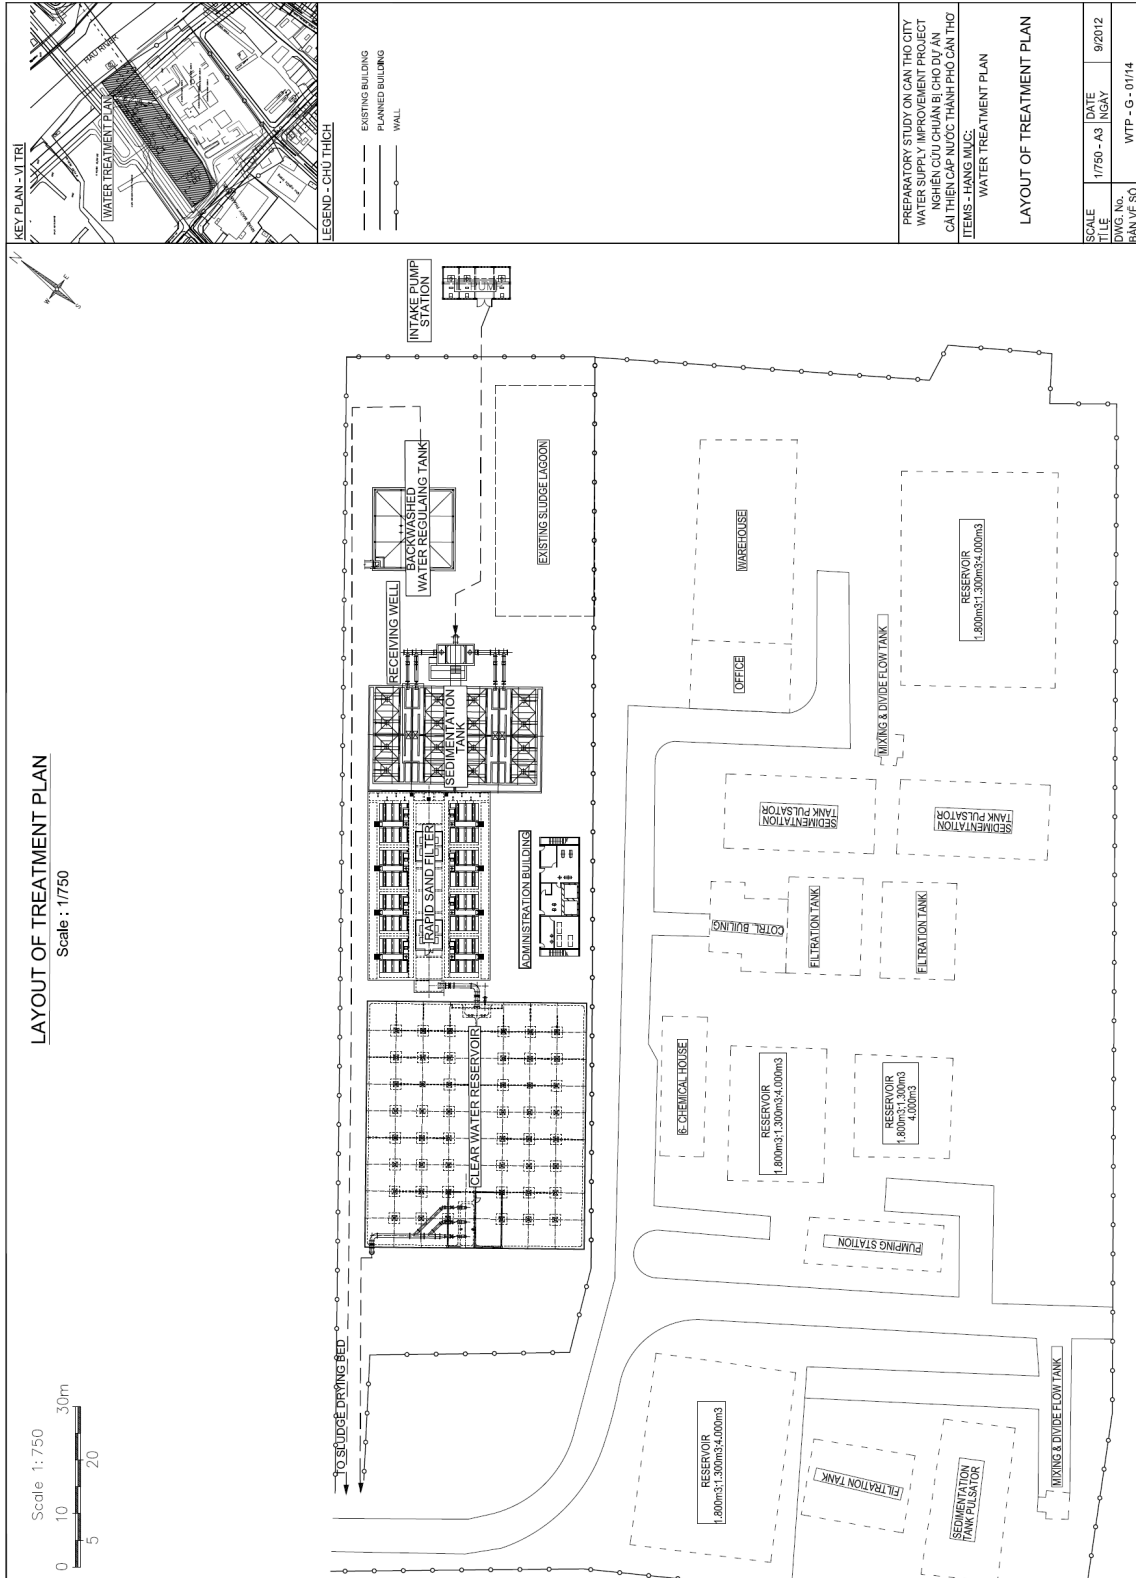 LAYOUT OF TREATMENT PLAN
Scale : 1/750
Scale 1:750
0
5
10
20
30m
KEY PLAN - VỊ TRÍ
HAU RIVER
WATER TREATMENT PLAN
LEGEND - CHÚ THÍCH
EXISTING BUILDING
PLANNED BUILDING
WALL
PREPARATORY STUDY ON CAN THO CITY
WATER SUPPLY IMPROVEMENT PROJECT
NGHIÊN CỨU CHUẨN BỊ CHO DỰ ÁN
CẢI THIỆN CẤP NƯỚC THÀNH PHỐ CẦN THƠ
ITEMS - HẠNG MỤC:
WATER TREATMENT PLAN
LAYOUT OF TREATMENT PLAN
SCALE
TỈ LỆ
1/750 - A3
DATE
NGÀY
9/2012
DWG. No.
BẢN VẼ SỐ
WTP - G - 01/14
N
E
W
S
INTAKE PUMP
STATION
BACKWASHED
WATER REGULAING TANK
EXISTING SLUDGE LAGOON
RECEIVING WELL
SEDIMENTATION
TANK
RAPID SAND FILTER
ADMINISTRATION BUILDING
CLEAR WATER RESERVOIR
TO SLUDGE DRYING BED
WAREHOUSE
OFFICE
RESERVOIR
1.800m3;1.300m3;4.000m3
MIXING & DIVIDE FLOW TANK
SEDIMENTATION
TANK PULSATOR
SEDIMENTATION
TANK PULSATOR
COTRL. BUILING
FILTRATION TANK
FILTRATION TANK
6- CHEMICAL HOUSE
RESERVOIR
1.800m3;1.300m3;4.000m3
RESERVOIR
1.800m3;1.300m3
4.000m3
PUMPING STATION
RESERVOIR
1.800m3;1.300m3;4.000m3
FILTRATION TANK
SEDIMENTATION
TANK PULSATOR
MIXING & DIVIDE FLOW TANK